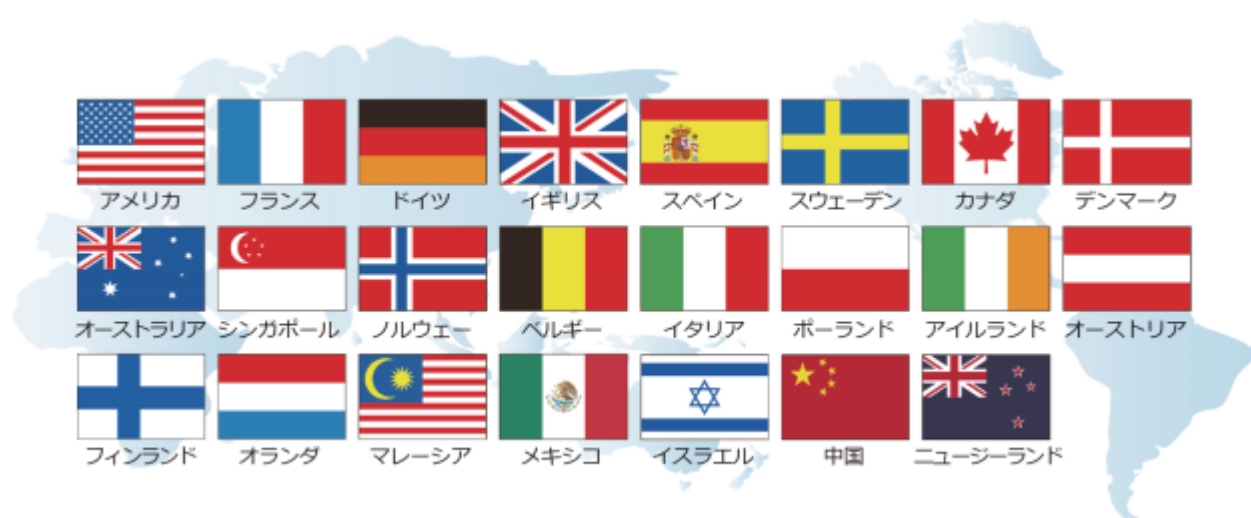 アメリカ フランス ドイツ イギリス スペイン スウェーデン カナダ デンマーク
オーストラリア シンガポール ノルウェー ベルギー イタリア ポーランド アイルランド オーストリア
フィンランド オランダ マレーシア メキシコ イスラエル 中国 ニュージーランド